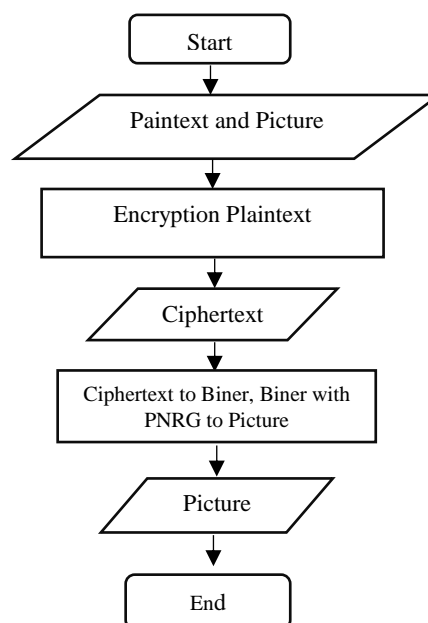 Start
Paintext and Picture
Encryption Plaintext
Ciphertext
Ciphertext to Biner, Biner with
PNRG to Picture
Picture
End